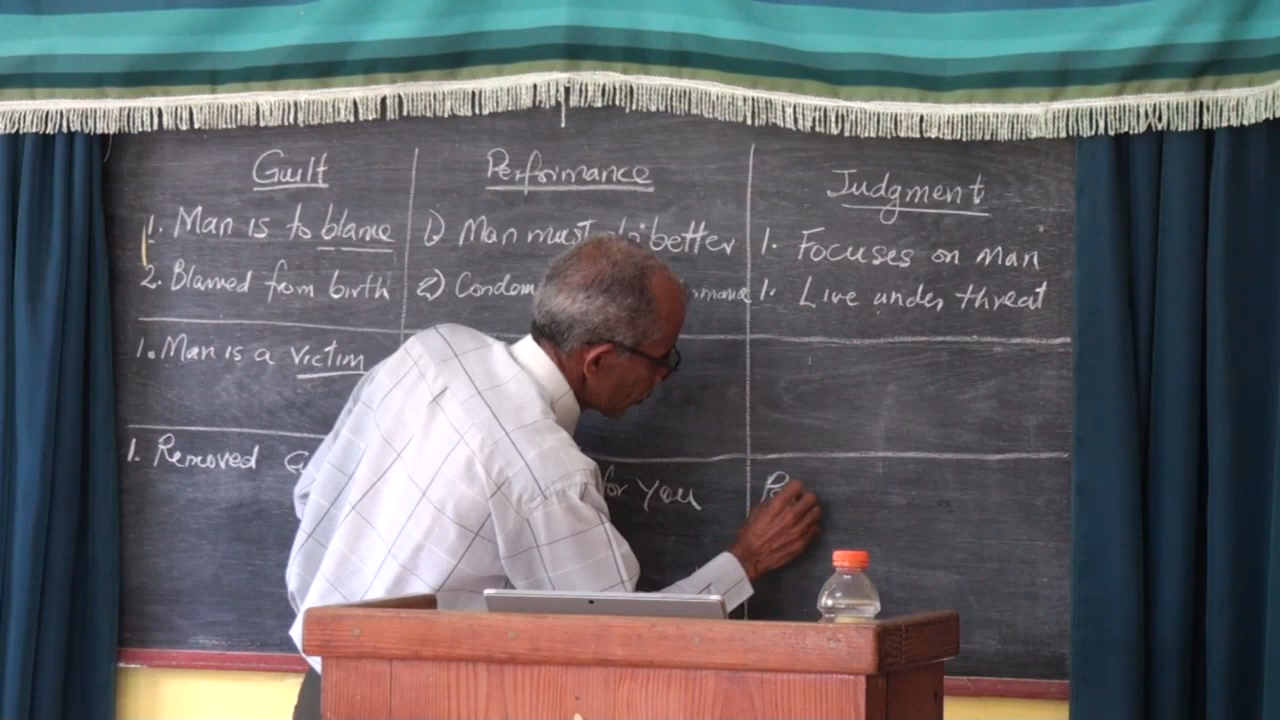 Guilt
1. Man is to blame
2. Blamed from birth
1. Man is a victim
1. Removed
Performance
1) Man must better
2)
for you
Judgment
1. Focuses on man
1. Live under threat